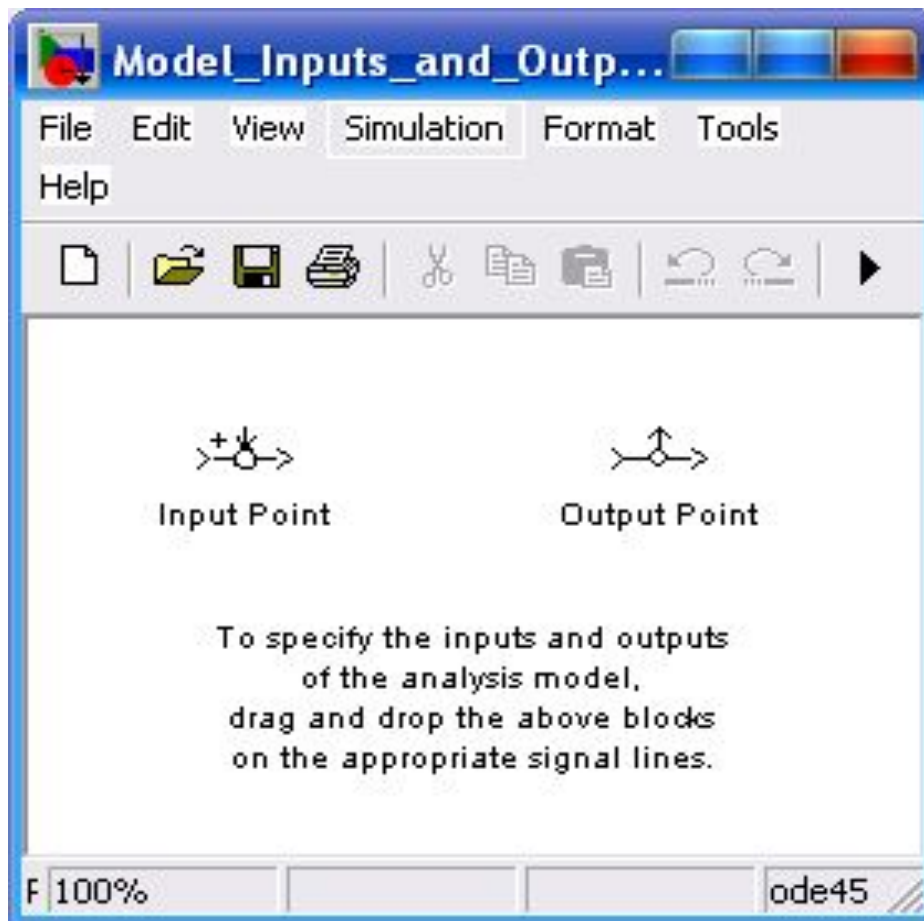 Model_Inputs_and_Outp...
File Edit View Simulation Format Tools
Help
Input Point Output Point
To specify the inputs and outputs
of the analysis model,
drag and drop the above blocks
on the appropriate signal lines.
100% ode45